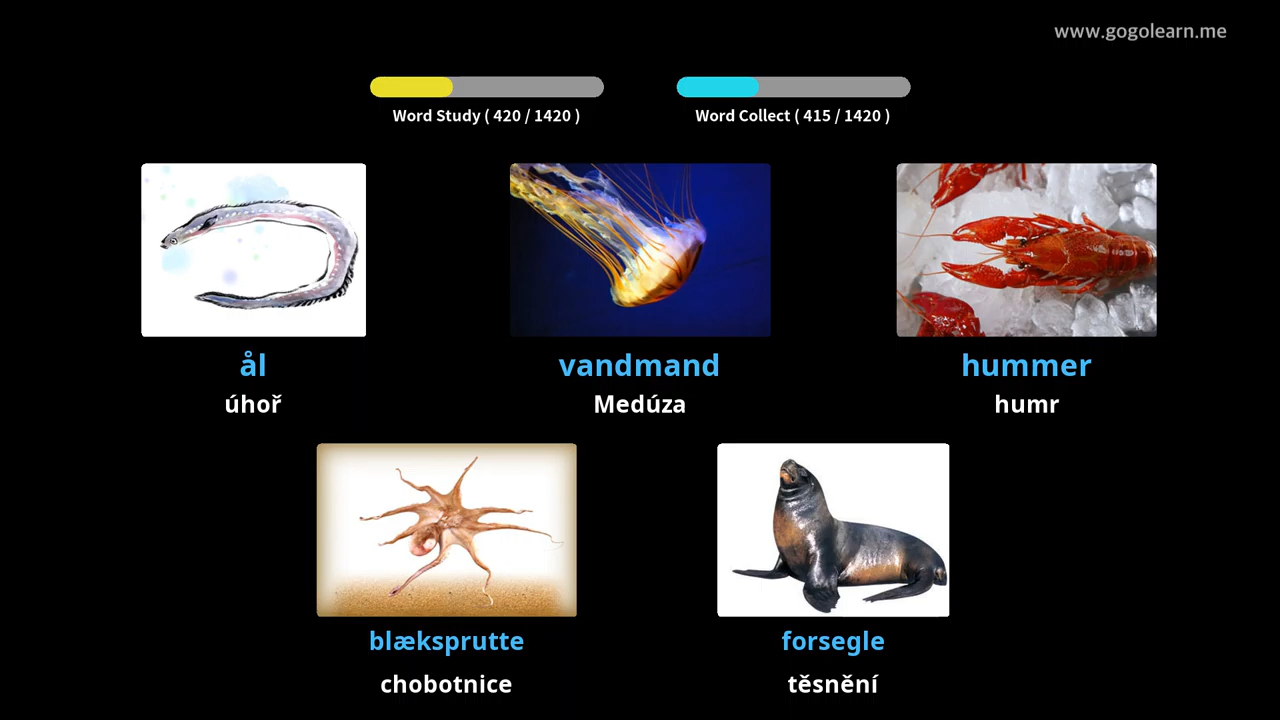 www.gogolearn.me
Word Study ( 420 / 1420 )
Word Collect ( 415 / 1420 )
ål
vandmand
hummer
úhoř
Medúza
humr
blæksprutte
forsegle
chobotnice
těsnění